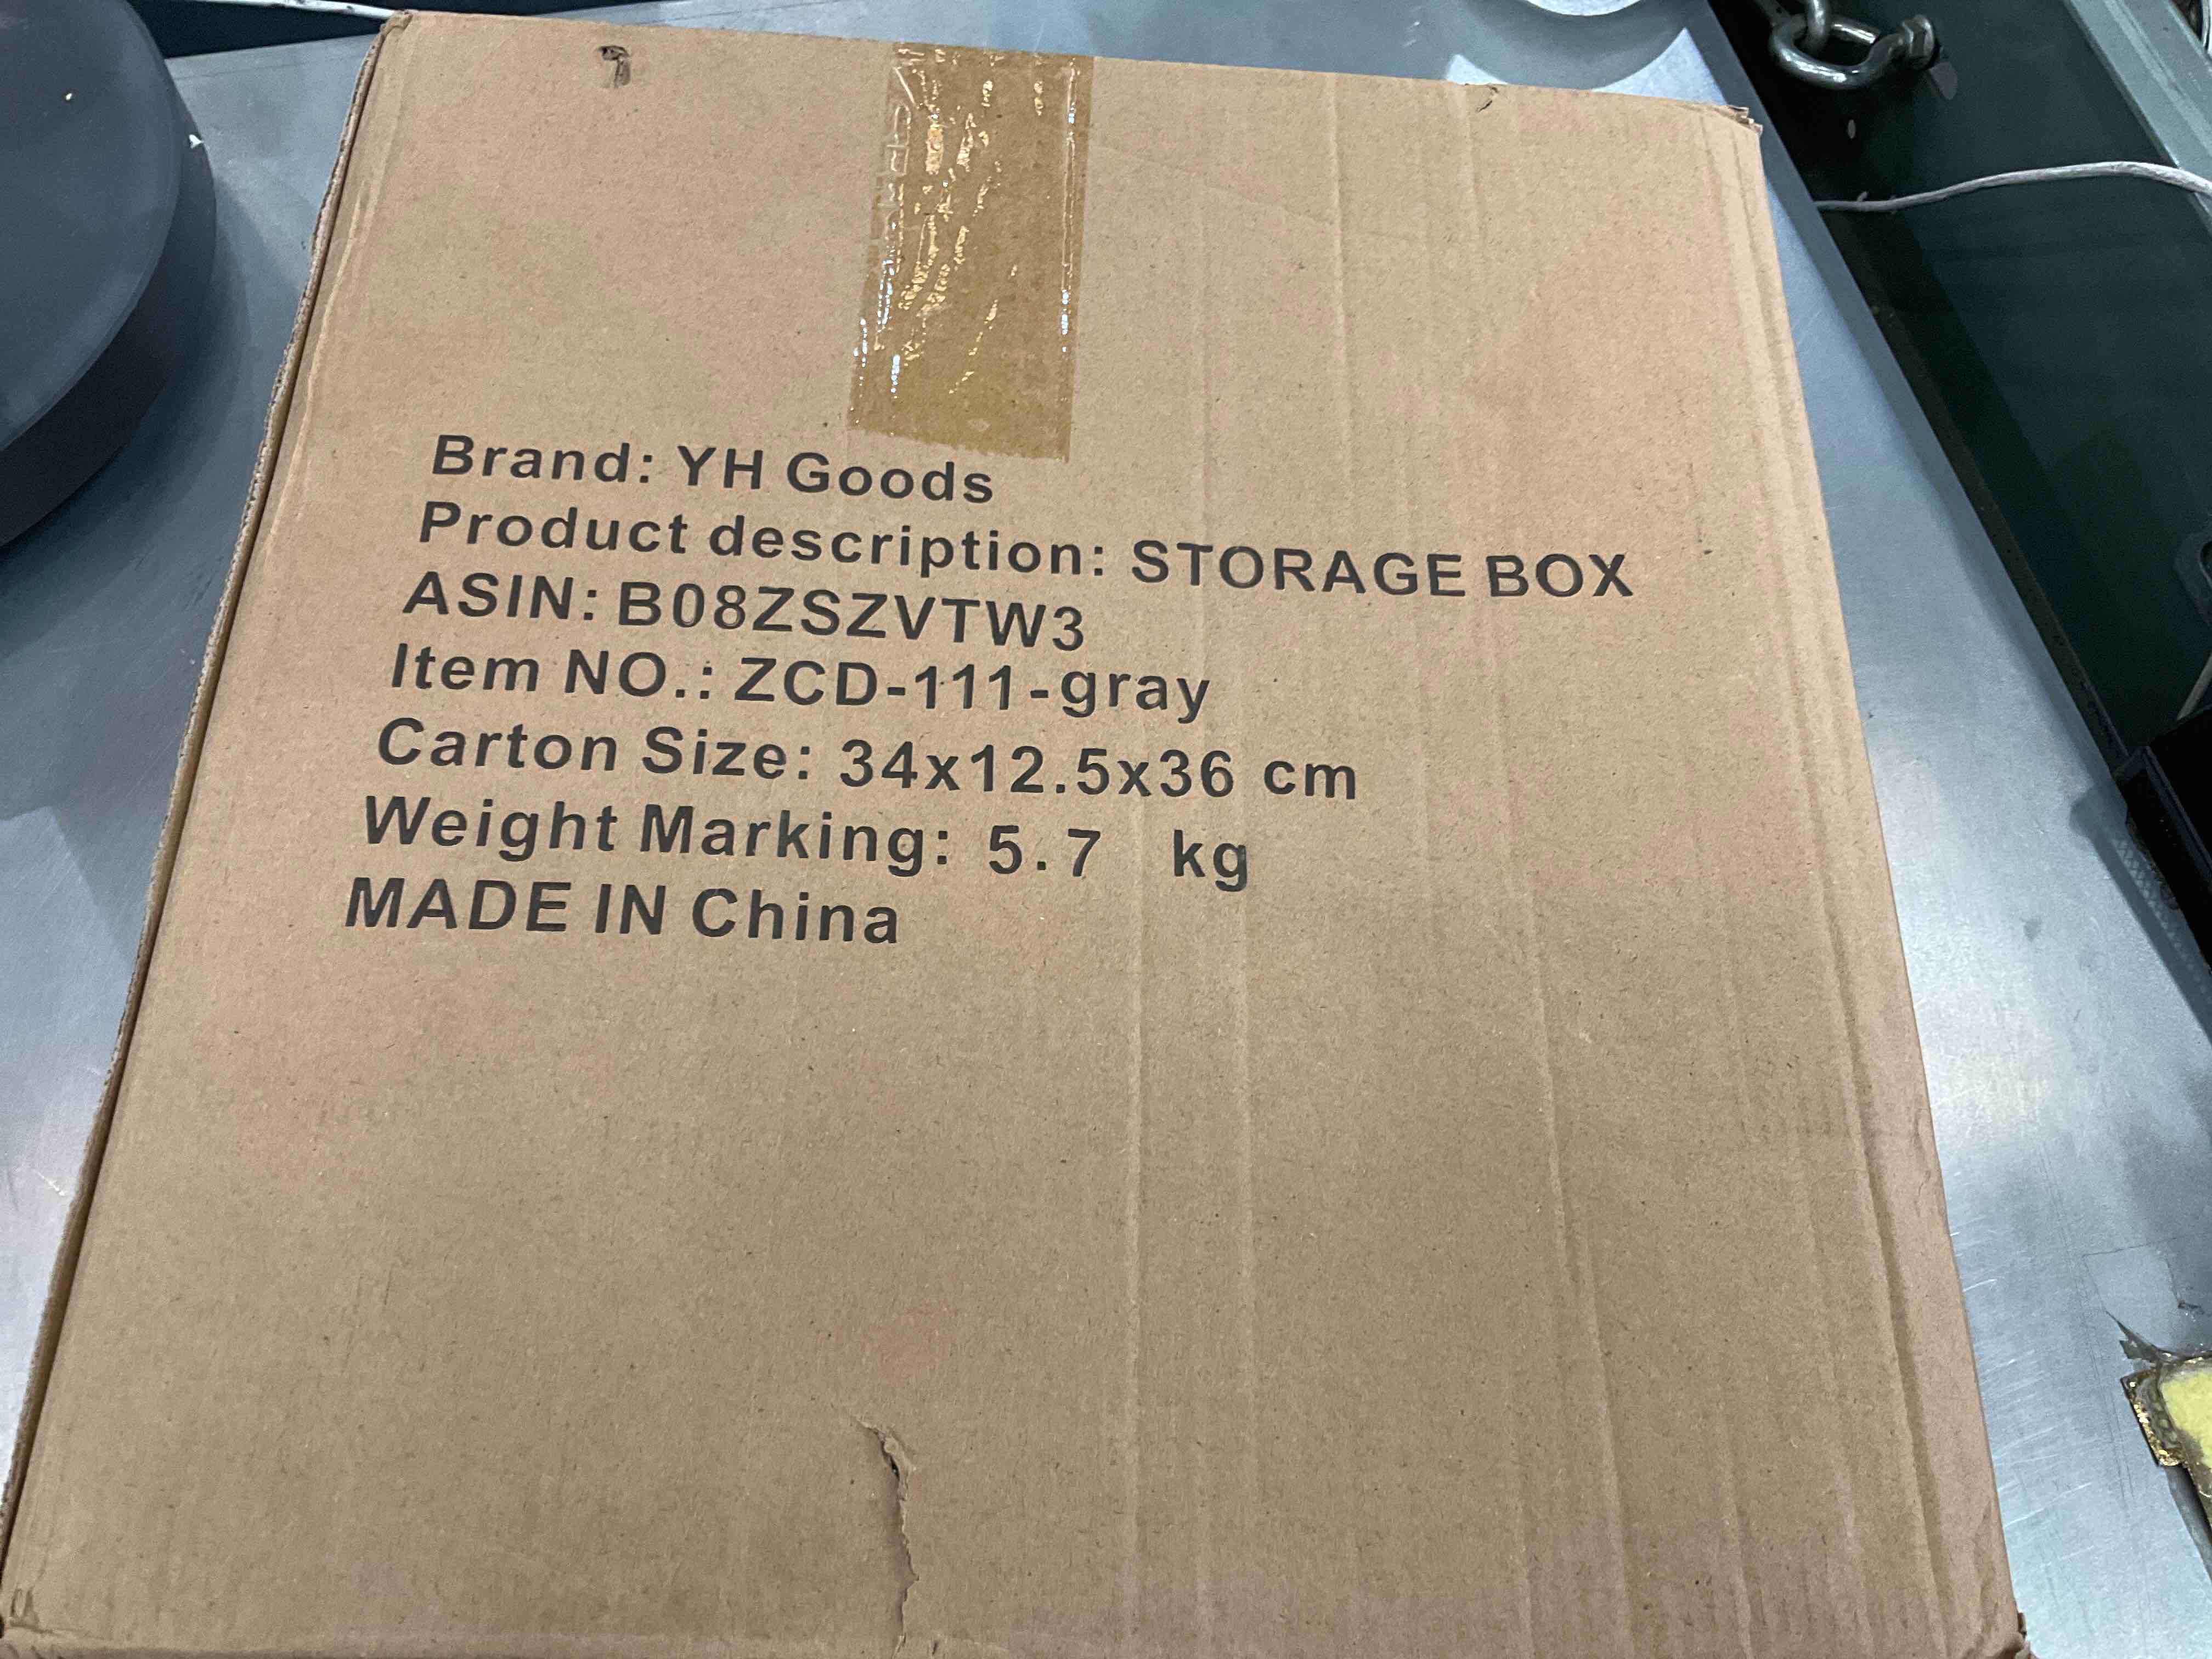 Brand: YH Goods
Product description: STORAGE BOX
ASIN: B08ZSZVTW3
Item NO.: ZCD-111-gray
Carton Size: 34x12.5x36 cm
Weight Marking: 5.7 kg
MADE IN China